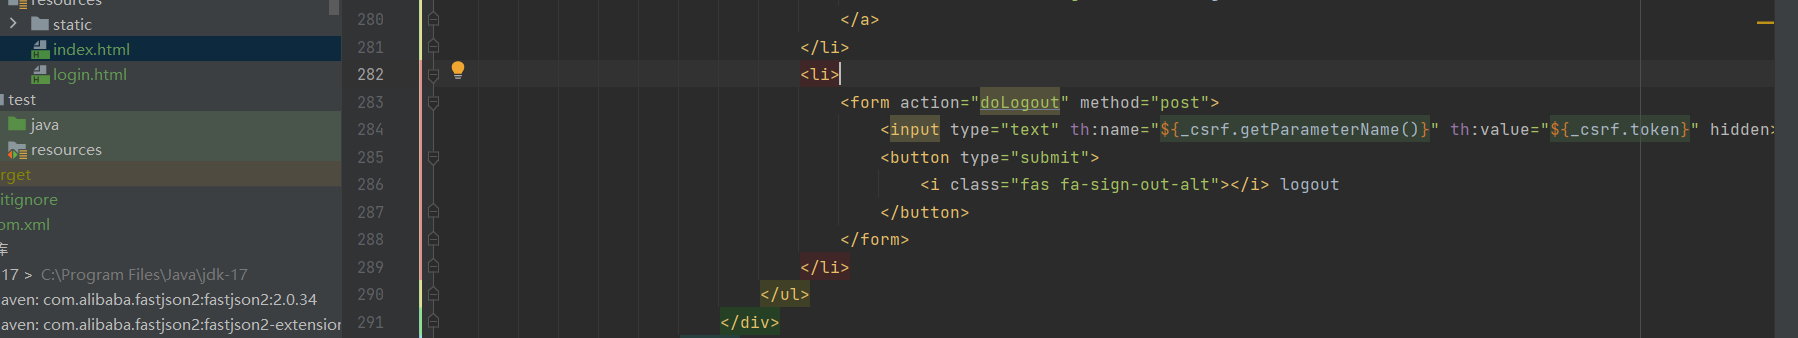 resources
static
index.html
login.html
test
java
resources
rget
itignore
om.xml
库
17 > C:\Program Files\Java\jdk-17
aven: com.alibaba.fastjson2:fastjson2:2.0.34
aven: com.alibaba.fastjson2:fastjson2-extension
280 </a>
281 </li>
282 <li>
283 <form action="doLogout" method="post">
284 <input type="text" th:name="${_csrf.getParameterName()}" th:value="${_csrf.token}" hidden>
285 <button type="submit">
286 <i class="fas fa-sign-out-alt"></i> logout
287 </button>
288 </form>
289 </li>
290 </ul>
291 </div>